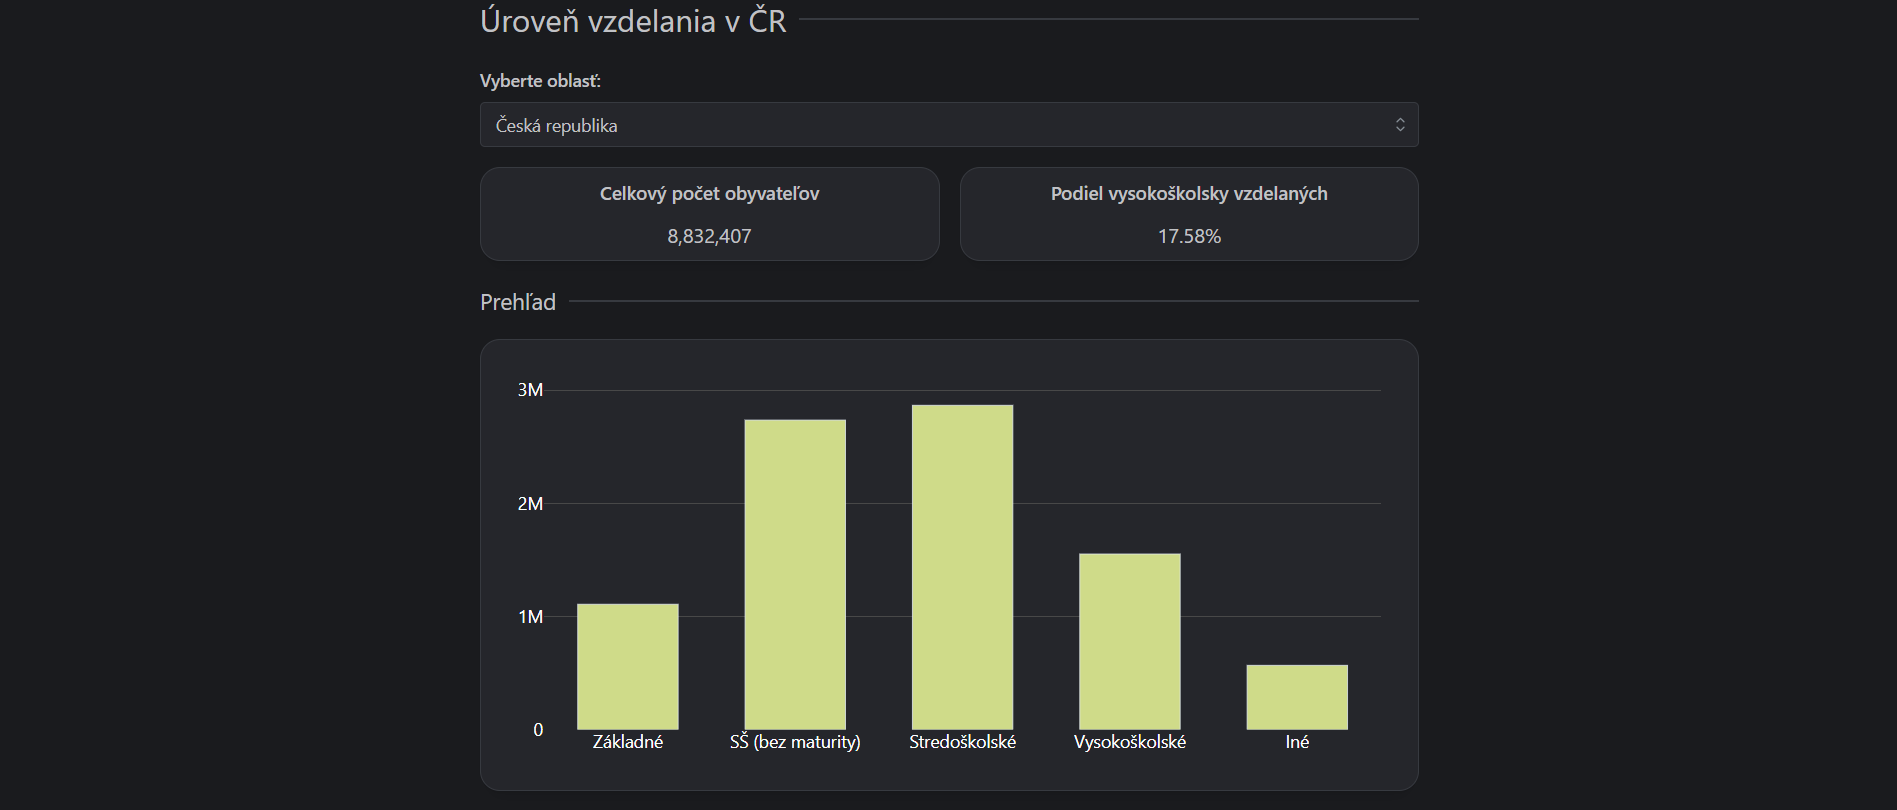 Úroveň vzdelania v ČR
Vyberte oblasť:
Česká republika
Celkový počet obyvateľov
8,832,407
Podiel vysokoškolsky vzdelaných
17.58%
Prehľad
3M
2M
1M
0
Základné
SŠ (bez maturity)
Stredoškolské
Vysokoškolské
Iné